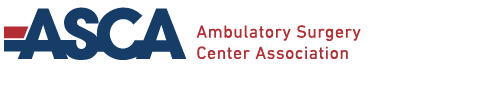 ASCA
Ambulatory Surgery
Center Association